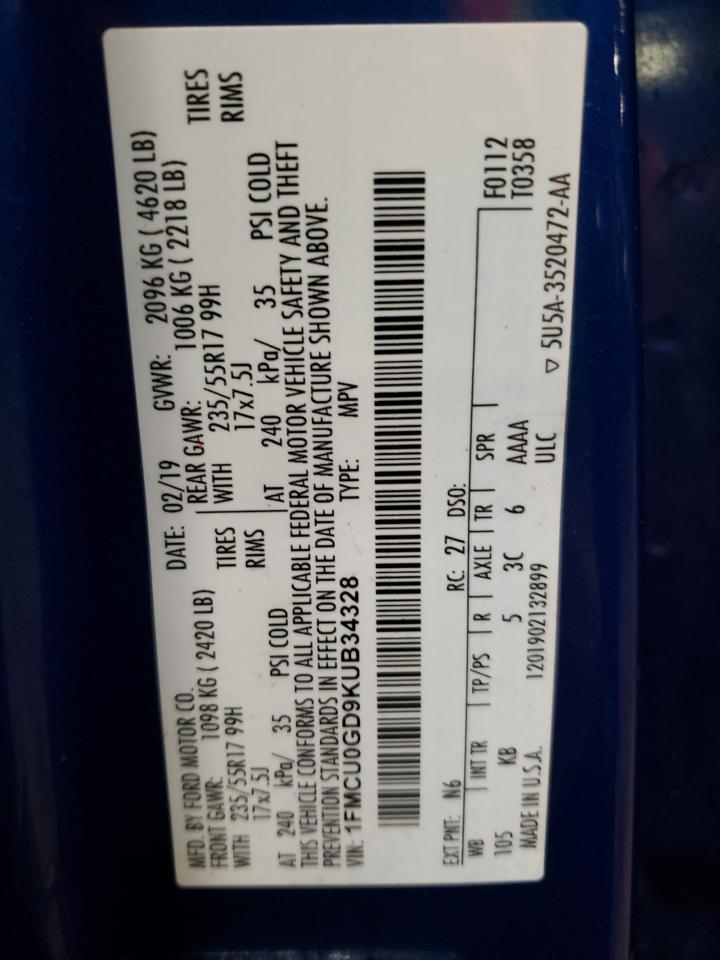 MFD. BY FORD MOTOR CO. DATE: 02/19 GVWR: 2096 KG ( 4620 LB)
FRONT GAWR: 1098 KG ( 2420 LB) REAR GAWR: 1006 KG ( 2218 LB)
WITH 235/55R17 99H TIRES WITH 235/55R17 99H TIRES
17x7.5J RIMS 17x7.5J RIMS
AT 240 kPa/ 35 PSI COLD AT 240 kPa/ 35 PSI COLD
THIS VEHICLE CONFORMS TO ALL APPLICABLE FEDERAL MOTOR VEHICLE SAFETY AND THEFT
PREVENTION STANDARDS IN EFFECT ON THE DATE OF MANUFACTURE SHOWN ABOVE.
VIN: 1FMCU0GD9KUB34328 TYPE: MPV
EXT PNT: N6 RC: 27 DSO: F0112
WB INT TR TP/PS R AXLE TR SPR T0358
105 KB 5 3C 6 AAAA
ULC
MADE IN U.S.A. 1201902132899 ▽ 5U5A-3520472-AA